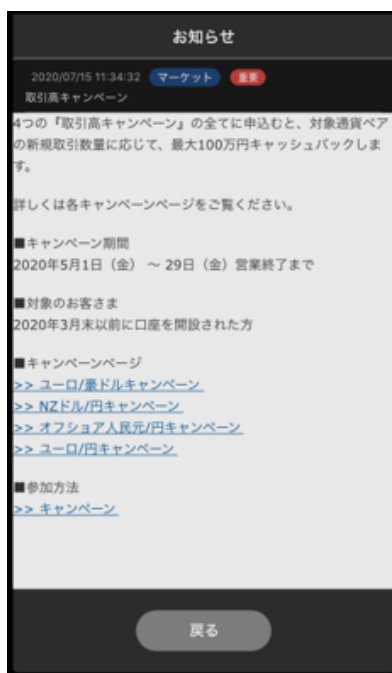 お知らせ
2020/07/15 11:34:32 マーケット 重要
取引高キャンペーン
4つの『取引高キャンペーン』の全てに申込むと、対象通貨ペア
の新規取引数量に応じて、最大100万円キャッシュバックしま
す。
詳しくは各キャンペーンページをご覧ください。
■キャンペーン期間
2020年5月1日（金） ～ 29日（金）営業終了まで
■対象のお客さま
2020年3月末以前に口座を開設された方
■キャンペーンページ
>> ユーロ/豪ドルキャンペーン
>> NZドル/円キャンペーン
>> オフショア人民元/円キャンペーン
>> ユーロ/円キャンペーン
■参加方法
>> キャンペーン
戻る